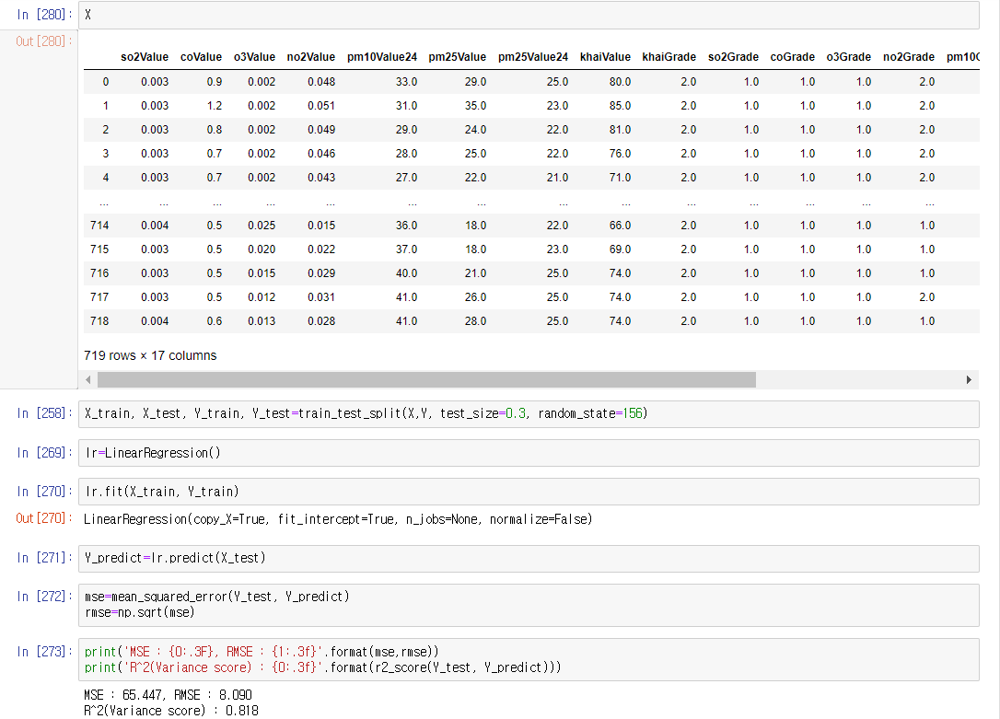 In [280]: X
Out[280]:
so2Value coValue o3Value no2Value pm10Value24 pm25Value pm25Value24 khaiValue khaiGrade so2Grade coGrade o3Grade no2Grade pm10G
0 0.003 0.9 0.002 0.048 33.0 29.0 25.0 80.0 2.0 1.0 1.0 1.0 2.0
1 0.003 1.2 0.002 0.051 31.0 35.0 23.0 85.0 2.0 1.0 1.0 1.0 2.0
2 0.003 0.8 0.002 0.049 29.0 24.0 22.0 81.0 2.0 1.0 1.0 1.0 2.0
3 0.003 0.7 0.002 0.046 28.0 25.0 22.0 76.0 2.0 1.0 1.0 1.0 2.0
4 0.003 0.7 0.002 0.043 27.0 22.0 21.0 71.0 2.0 1.0 1.0 1.0 2.0
... ... ... ... ... ... ... ... ... ... ... ... ... ...
714 0.004 0.5 0.025 0.015 36.0 18.0 22.0 66.0 2.0 1.0 1.0 1.0 1.0
715 0.003 0.5 0.020 0.022 37.0 18.0 23.0 69.0 2.0 1.0 1.0 1.0 1.0
716 0.003 0.5 0.015 0.029 40.0 21.0 25.0 74.0 2.0 1.0 1.0 1.0 1.0
717 0.003 0.5 0.012 0.031 41.0 26.0 25.0 74.0 2.0 1.0 1.0 1.0 2.0
718 0.004 0.6 0.013 0.028 41.0 28.0 25.0 74.0 2.0 1.0 1.0 1.0 1.0
719 rows × 17 columns
In [258]: X_train, X_test, Y_train, Y_test=train_test_split(X,Y, test_size=0.3, random_state=156)
In [269]: lr=LinearRegression()
In [270]: lr.fit(X_train, Y_train)
Out[270]: LinearRegression(copy_X=True, fit_intercept=True, n_jobs=None, normalize=False)
In [271]: Y_predict=lr.predict(X_test)
In [272]: mse=mean_squared_error(Y_test, Y_predict)
rmse=np.sqrt(mse)
In [273]: print('MSE : {0:.3F}, RMSE : {1:.3f}'.format(mse,rmse))
print('R^2(Variance score) : {0:.3f}'.format(r2_score(Y_test, Y_predict)))
MSE : 65.447, RMSE : 8.090
R^2(Variance score) : 0.818